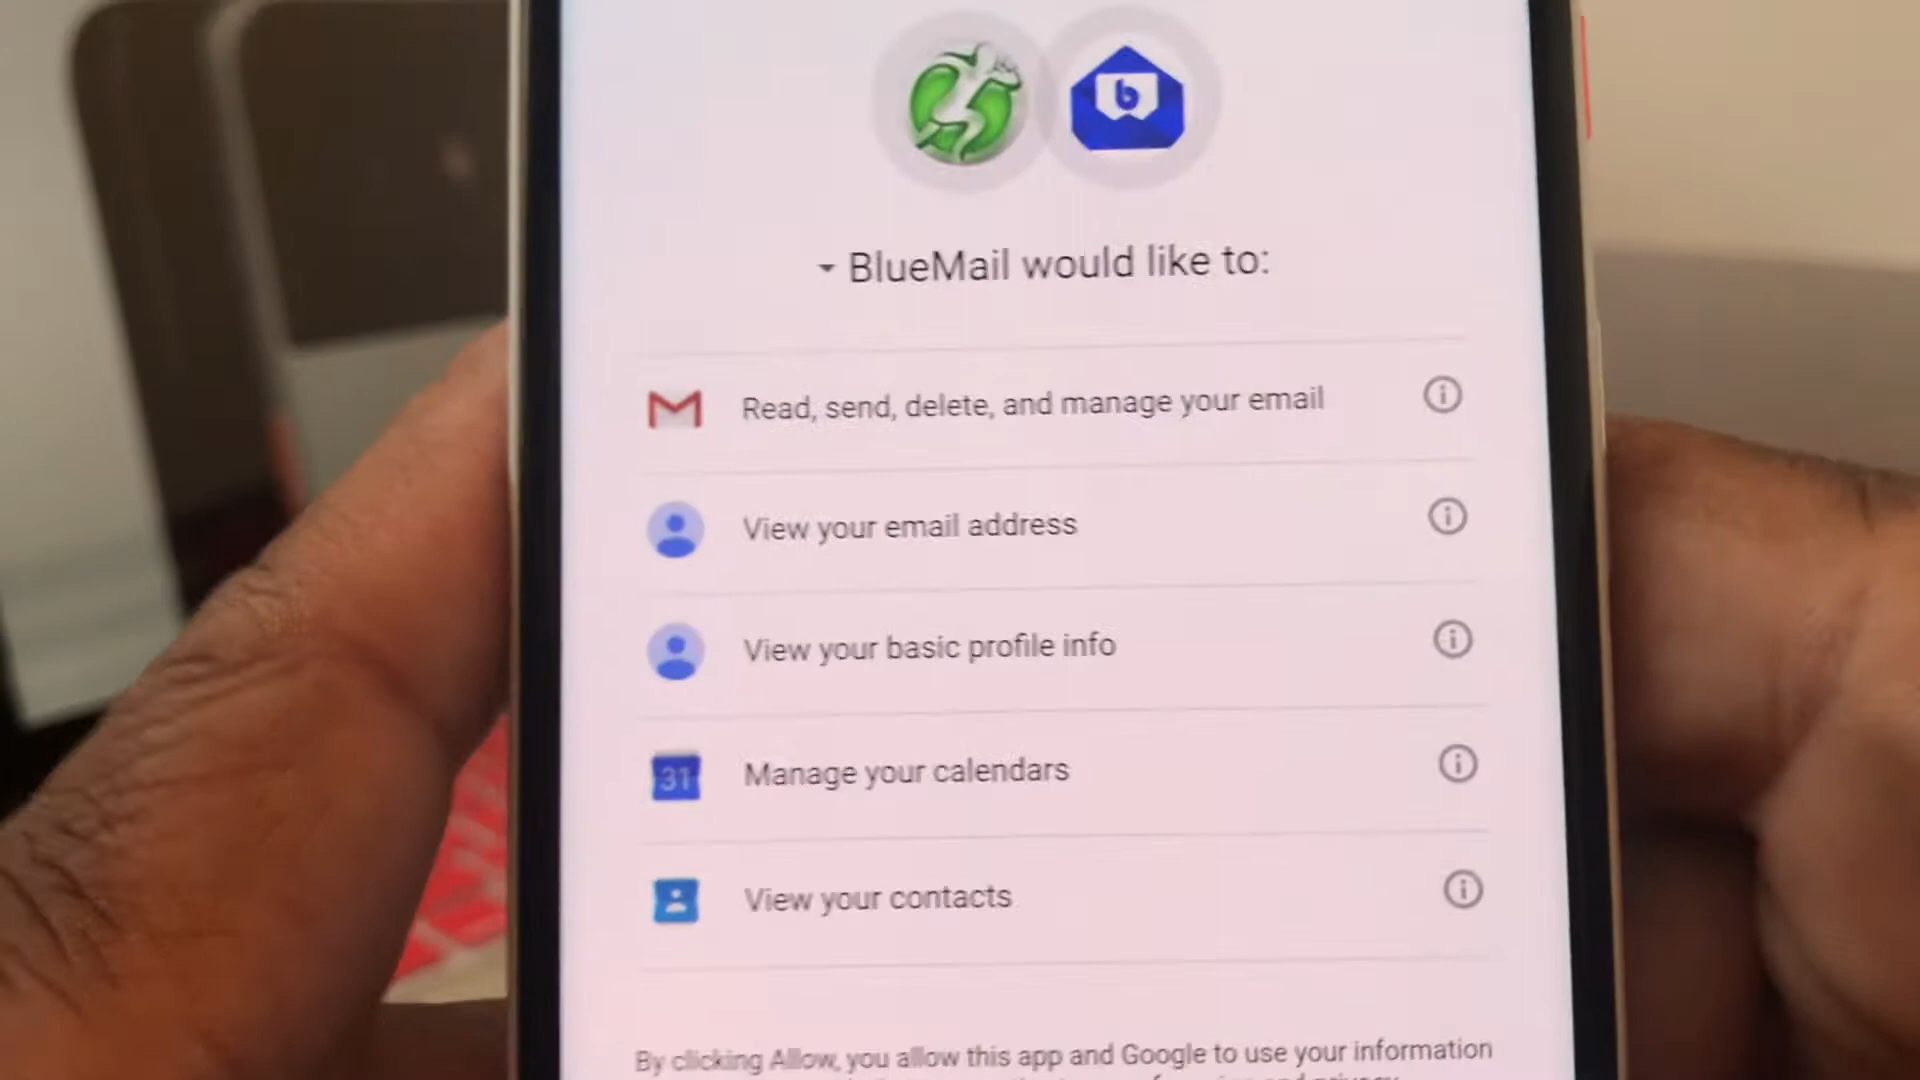 BlueMail would like to:
Read, send, delete, and manage your email
View your email address
View your basic profile info
31
Manage your calendars
View your contacts
By clicking Allow, you allow this app and Google to use your information